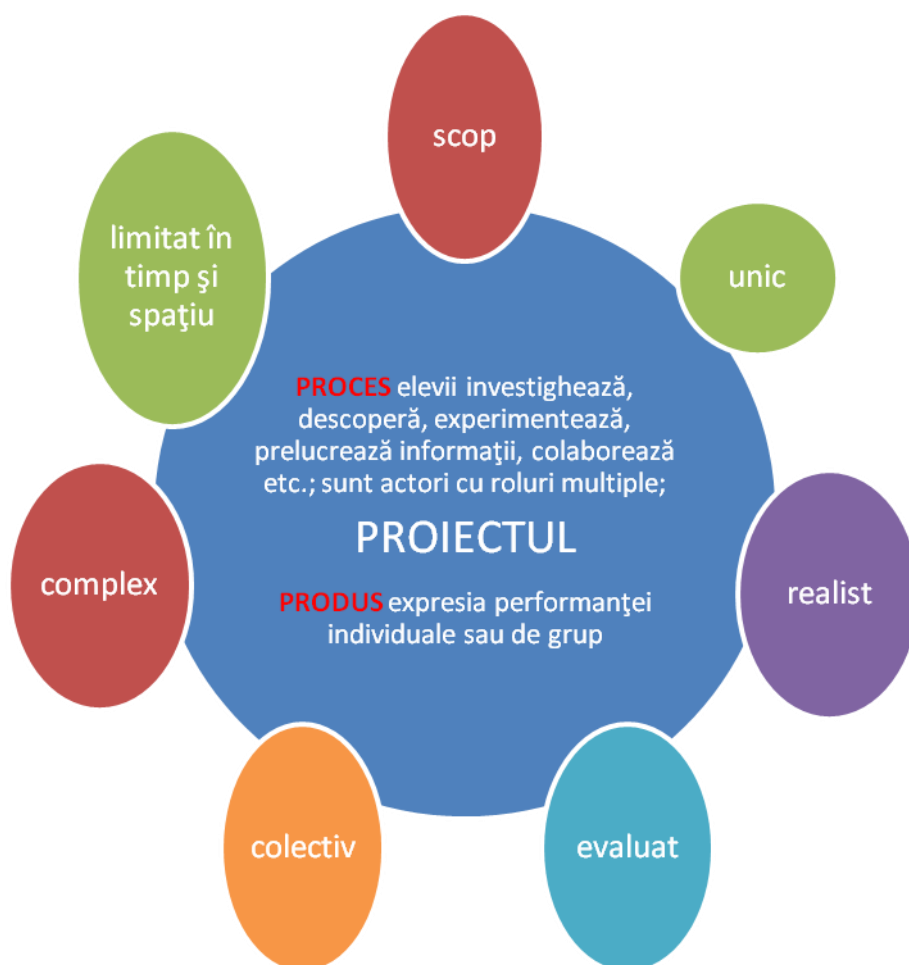 scop
unic
limitat în
timp şi
spaţiu
PROCES elevii investighează,
descoperă, experimentează,
prelucrează informaţii, colaborează
etc.; sunt actori cu roluri multiple;
PROIECTUL
PRODUS expresia performanţei
individuale sau de grup
complex
realist
colectiv
evaluat